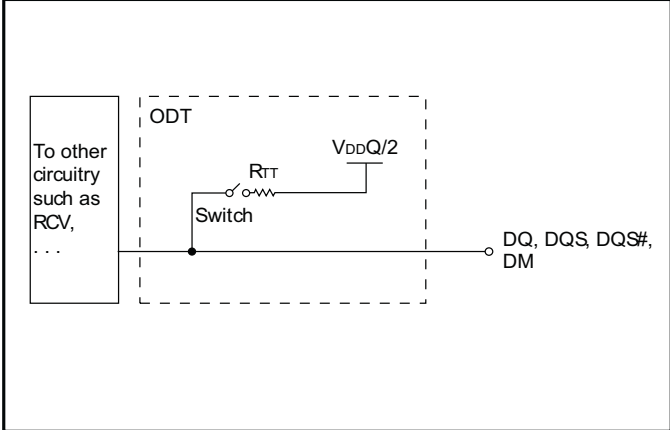 ODT
To other
circuitry
such as
RCV,
. . .
VDDQ/2
RTT
Switch
DQ, DQS, DQS#,
DM